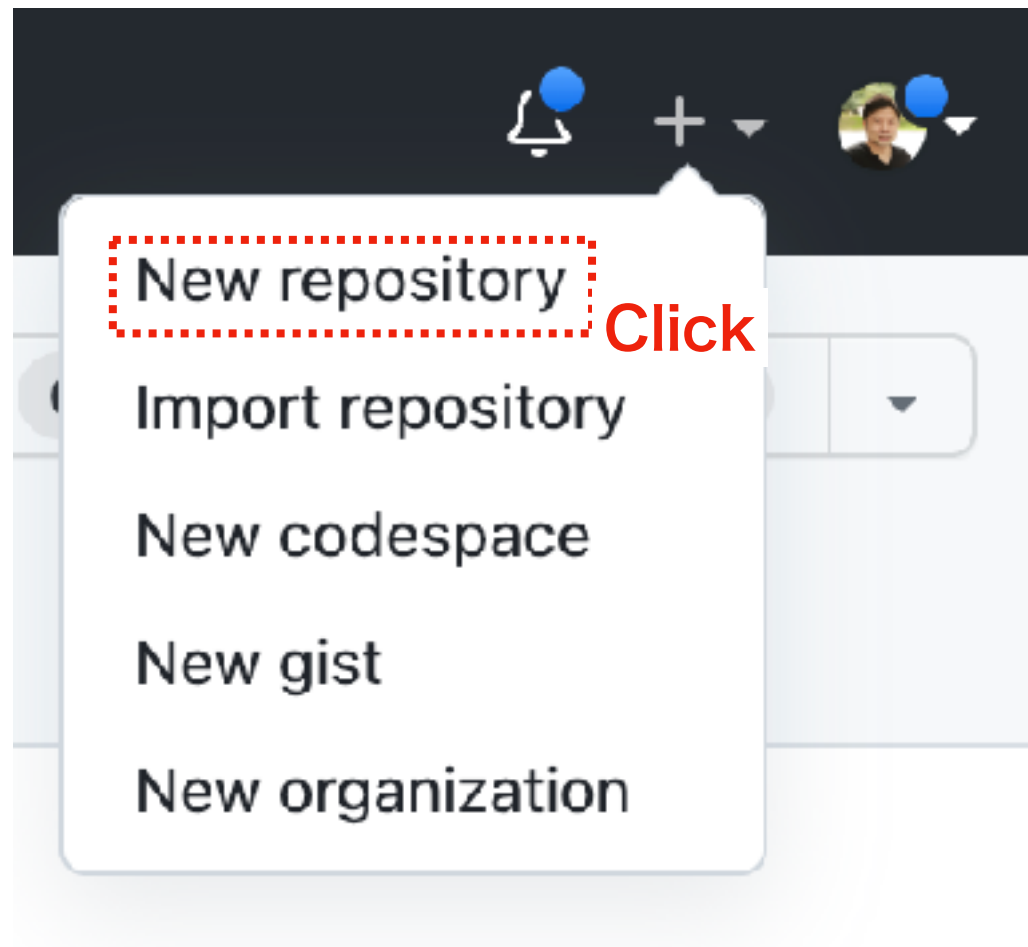 New repository
Click
Import repository
New codespace
New gist
New organization